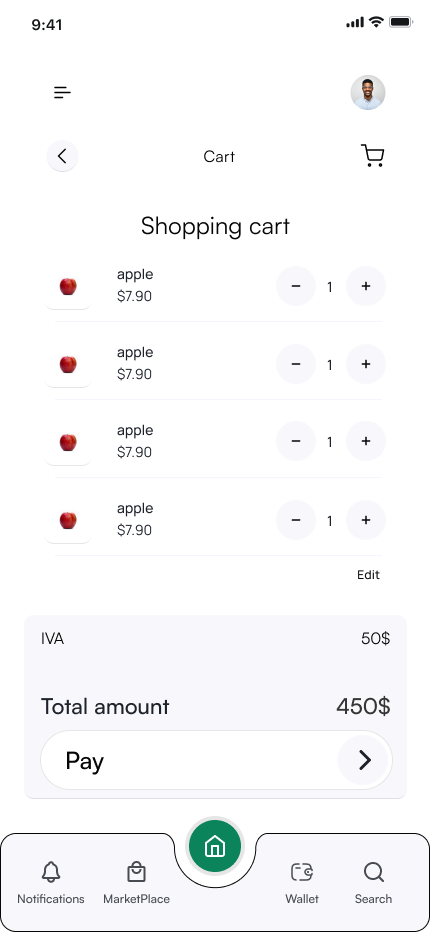 9:41
Cart
Shopping cart
apple
$7.90
− 1 +
apple
$7.90
− 1 +
apple
$7.90
− 1 +
apple
$7.90
− 1 +
Edit
IVA 50$
Total amount 450$
Pay
Notifications MarketPlace Wallet Search